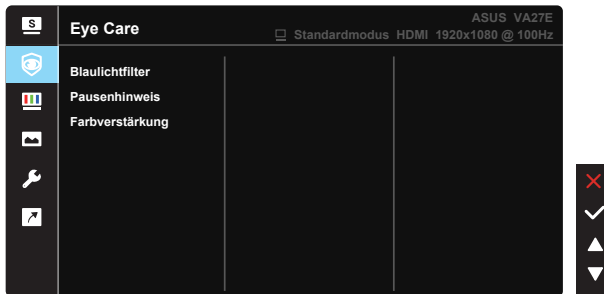 S
Eye Care
ASUS VA27E
Standardmodus HDMI 1920x1080 @ 100Hz
Blaulichtfilter
Pausenhinweis
Farbverstärkung